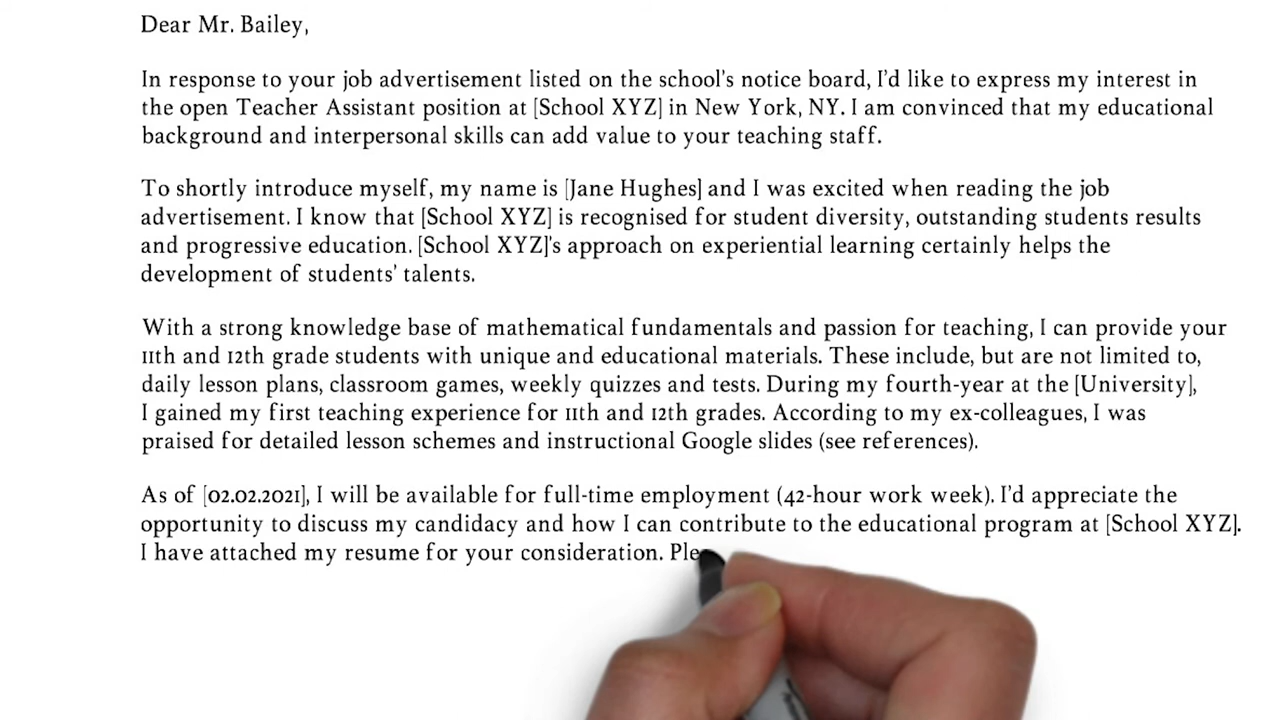 Dear Mr. Bailey,
In response to your job advertisement listed on the school's notice board, I'd like to express my interest in
the open Teacher Assistant position at [School XYZ] in New York, NY. I am convinced that my educational
background and interpersonal skills can add value to your teaching staff.
To shortly introduce myself, my name is [Jane Hughes] and I was excited when reading the job
advertisement. I know that [School XYZ] is recognised for student diversity, outstanding students results
and progressive education. [School XYZ]'s approach on experiential learning certainly helps the
development of students' talents.
With a strong knowledge base of mathematical fundamentals and passion for teaching, I can provide your
11th and 12th grade students with unique and educational materials. These include, but are not limited to,
daily lesson plans, classroom games, weekly quizzes and tests. During my fourth-year at the [University],
I gained my first teaching experience for 11th and 12th grades. According to my ex-colleagues, I was
praised for detailed lesson schemes and instructional Google slides (see references).
As of [02.02.2021], I will be available for full-time employment (42-hour work week). I'd appreciate the
opportunity to discuss my candidacy and how I can contribute to the educational program at [School XYZ].
I have attached my resume for your consideration. Ple